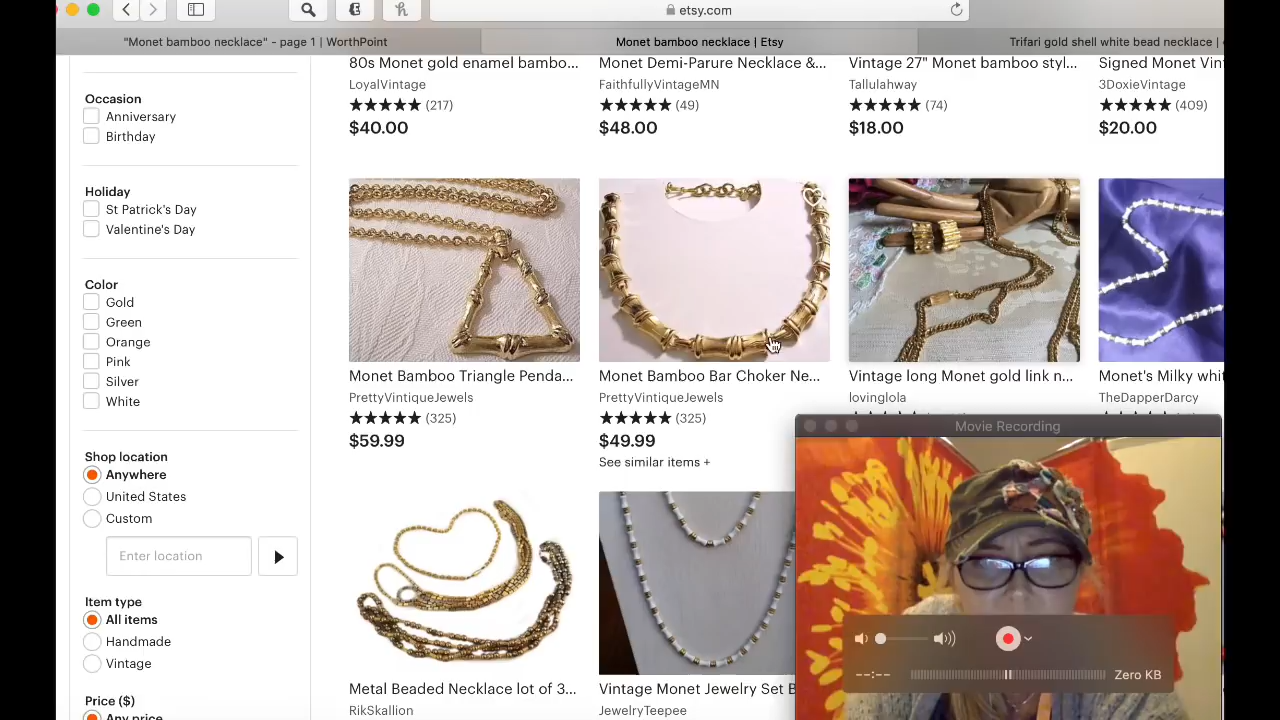 etsy.com
"Monet bamboo necklace" - page 1 | WorthPoint
Monet bamboo necklace | Etsy
Trifari gold shell white bead necklace |
80s Monet gold enamel bambo...
LoyalVintage
(217)
$40.00
Monet Demi-Parure Necklace &...
FaithfullyVintageMN
(49)
$48.00
Vintage 27" Monet bamboo styl...
Tallulahway
(74)
$18.00
Signed Monet Vin
3DoxieVintage
(409)
$20.00
Occasion
Anniversary
Birthday
Holiday
St Patrick's Day
Valentine's Day
Color
Gold
Green
Orange
Pink
Silver
White
Shop location
Anywhere
United States
Custom
Enter location
Item type
All items
Handmade
Vintage
Price ($)
Any price
Monet Bamboo Triangle Penda...
PrettyVintiqueJewels
(325)
$59.99
Monet Bamboo Bar Choker Ne...
PrettyVintiqueJewels
(325)
$49.99
See similar items +
Vintage long Monet gold link n...
lovinglola
Monet's Milky whi
TheDapperDarcy
Metal Beaded Necklace lot of 3...
RikSkallion
Vintage Monet Jewelry Set B
JewelryTeepee
Movie Recording
--:--
Zero KB